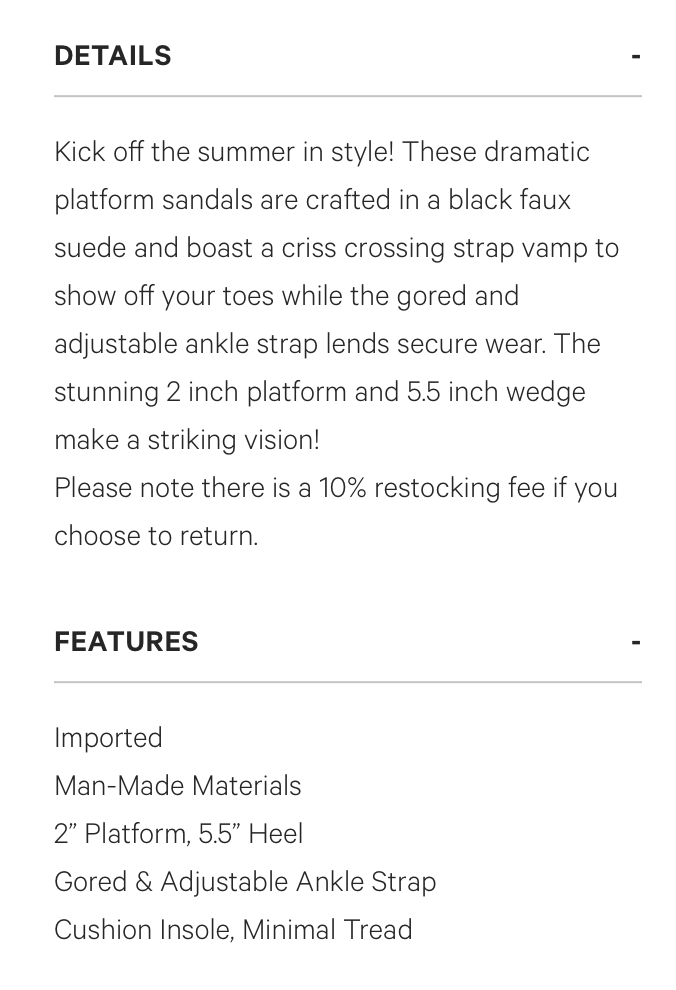 DETAILS -
Kick off the summer in style! These dramatic
platform sandals are crafted in a black faux
suede and boast a criss crossing strap vamp to
show off your toes while the gored and
adjustable ankle strap lends secure wear. The
stunning 2 inch platform and 5.5 inch wedge
make a striking vision!
Please note there is a 10% restocking fee if you
choose to return.
FEATURES -
Imported
Man-Made Materials
2” Platform, 5.5” Heel
Gored & Adjustable Ankle Strap
Cushion Insole, Minimal Tread